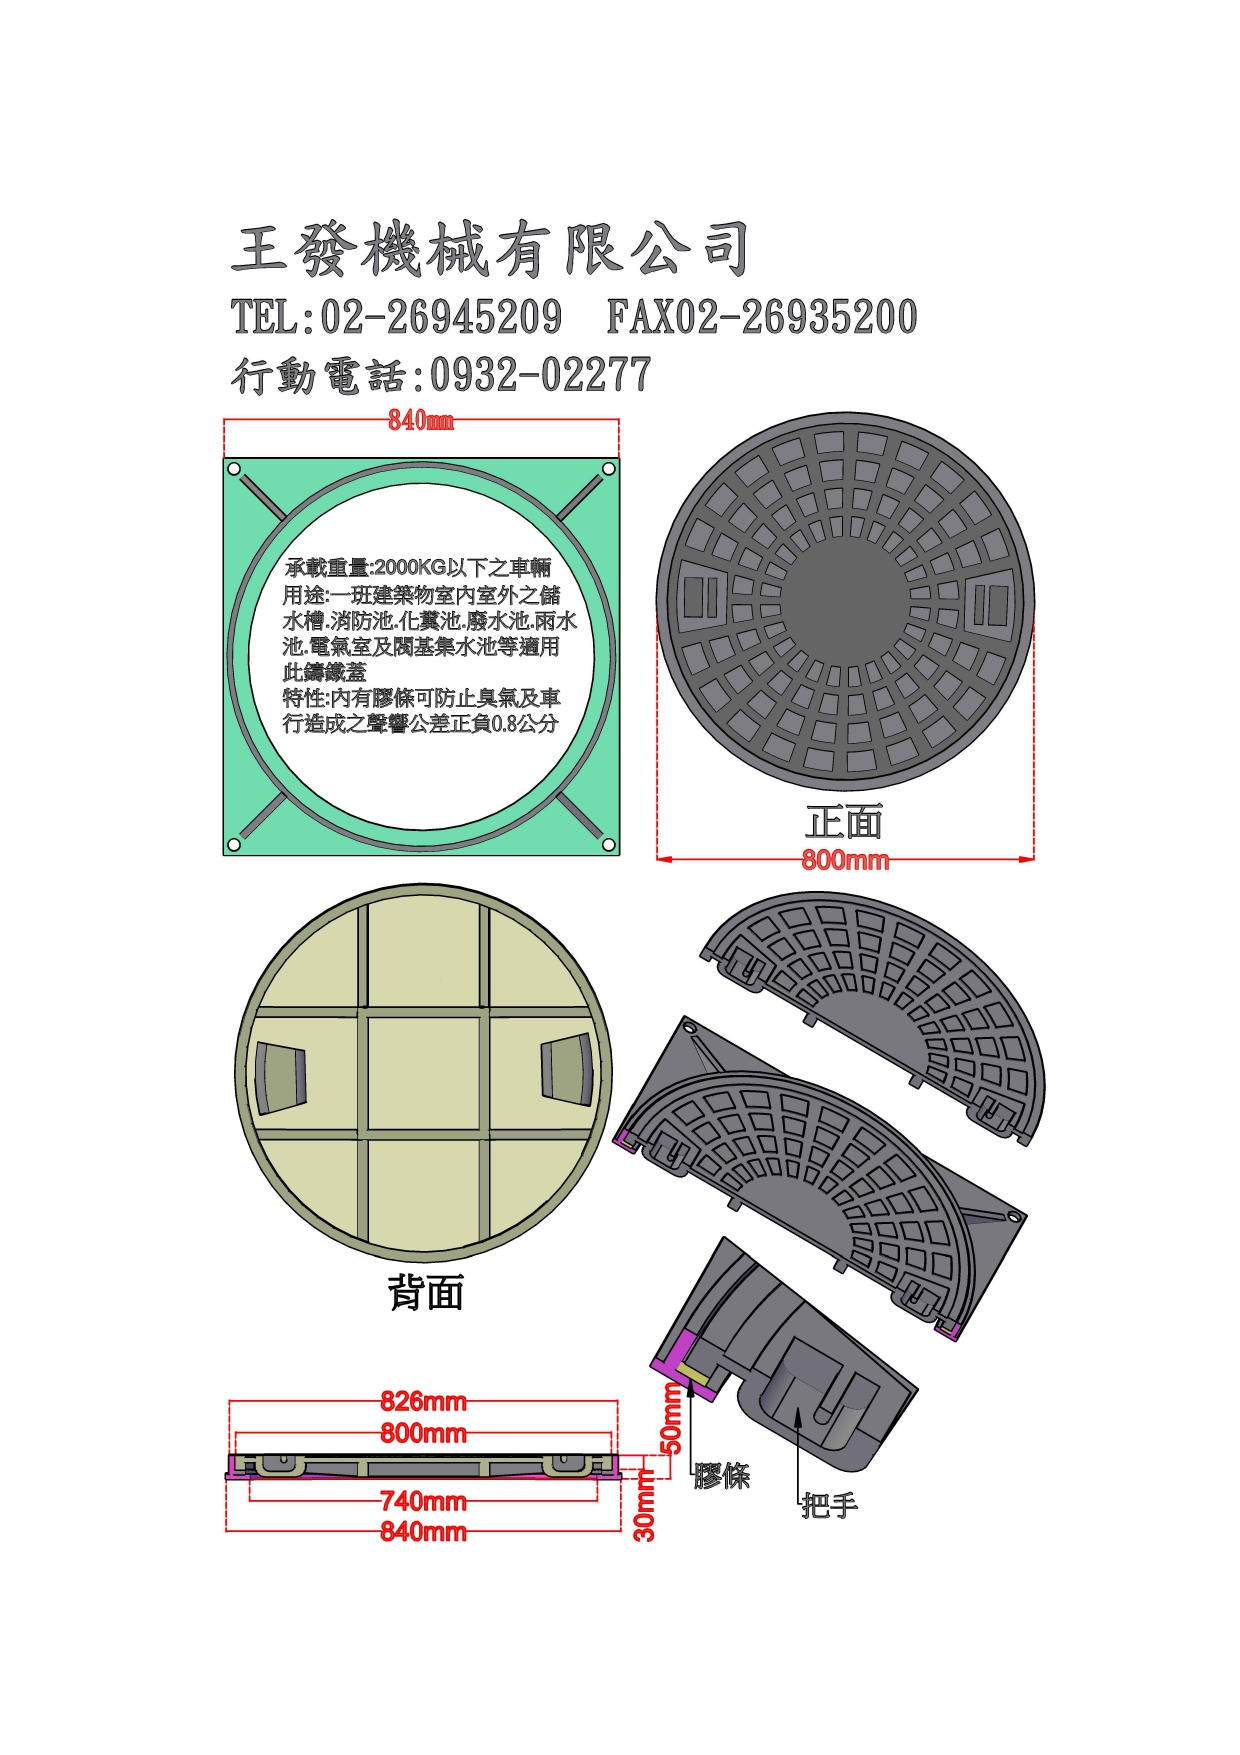 王發機械有限公司
TEL:02-26945209 FAX02-26935200
行動電話:0932-02277
840mm
承載重量:2000KG以下之車輛
用途:一班建築物室內室外之儲
水槽.消防池.化糞池.廢水池.雨水
池.電氣室及閥基集水池等適用
此鑄鐵蓋
特性:內有膠條可防止臭氣及車
行造成之聲響公差正負0.8公分
正面
800mm
背面
826mm
800mm
740mm
840mm
50mm
30mm
膠條
把手